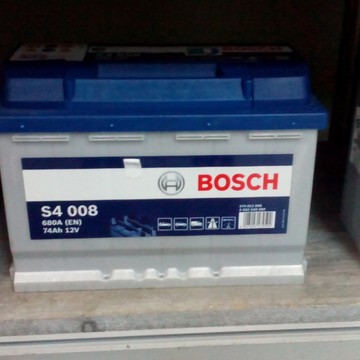 BOSCH
S4 008
680A (EN)
74Ah 12V